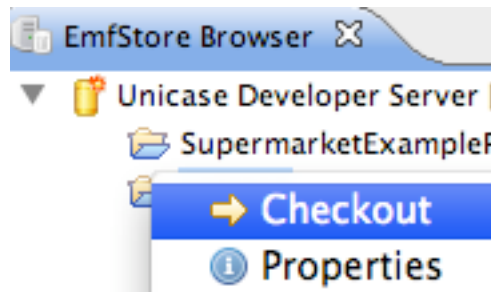 EmfStore Browser
Unicase Developer Server
SupermarketExample
Checkout
Properties